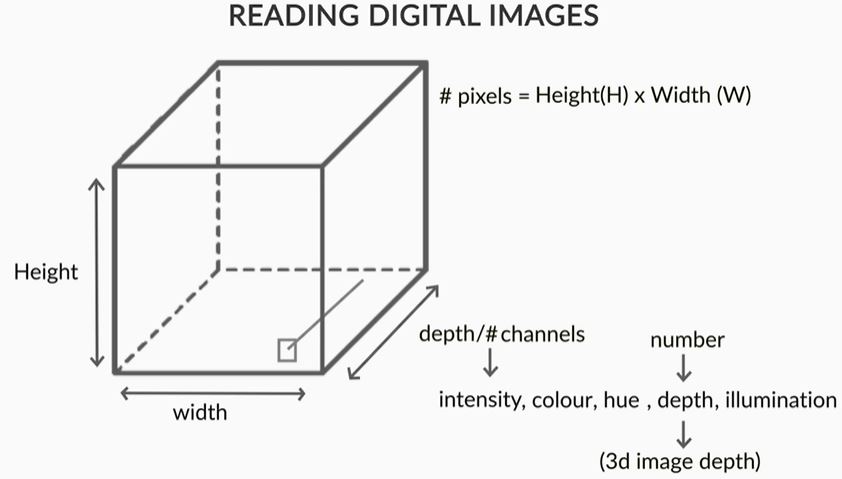 READING DIGITAL IMAGES
# pixels = Height(H) x Width (W)
Height
depth/# channels
number
intensity, colour, hue , depth, illumination
width
(3d image depth)